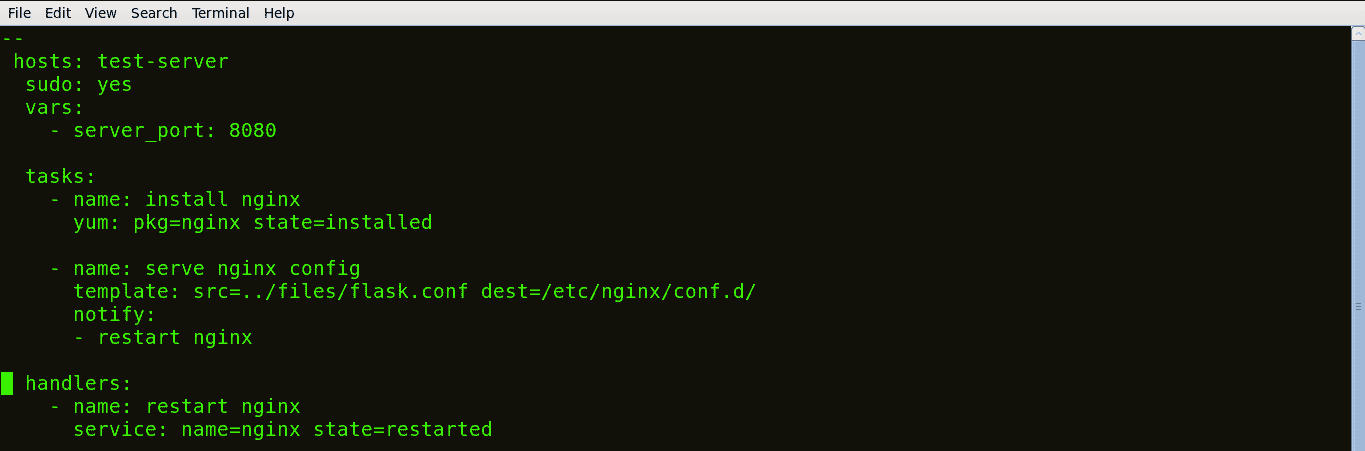 File Edit View Search Terminal Help
--
 hosts: test-server
  sudo: yes
  vars:
    - server_port: 8080

  tasks:
    - name: install nginx
      yum: pkg=nginx state=installed

    - name: serve nginx config
      template: src=../files/flask.conf dest=/etc/nginx/conf.d/
      notify:
      - restart nginx

  handlers:
    - name: restart nginx
      service: name=nginx state=restarted